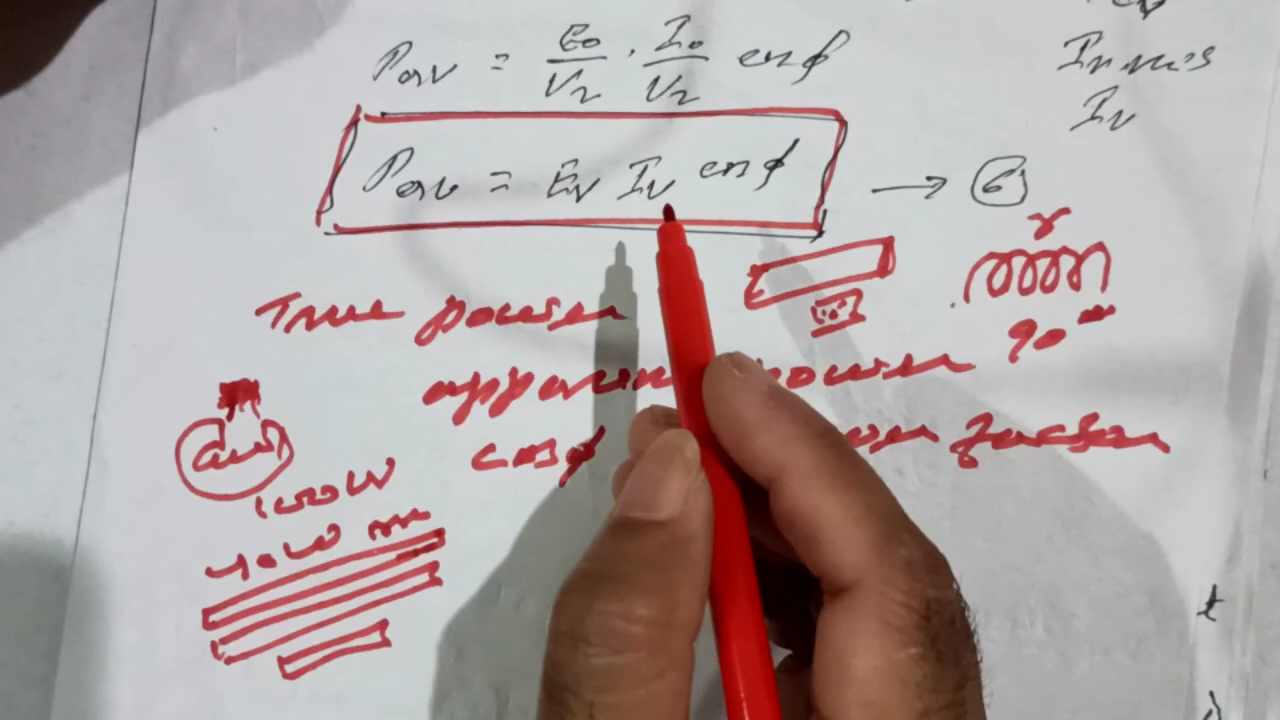 Pav = E₀/√2 . I₀/√2 cosφ
Irms
Iv
Pav = Ev Iv cosφ → 6
r
True power
90°
power
cosφ factor
100W
40W
t